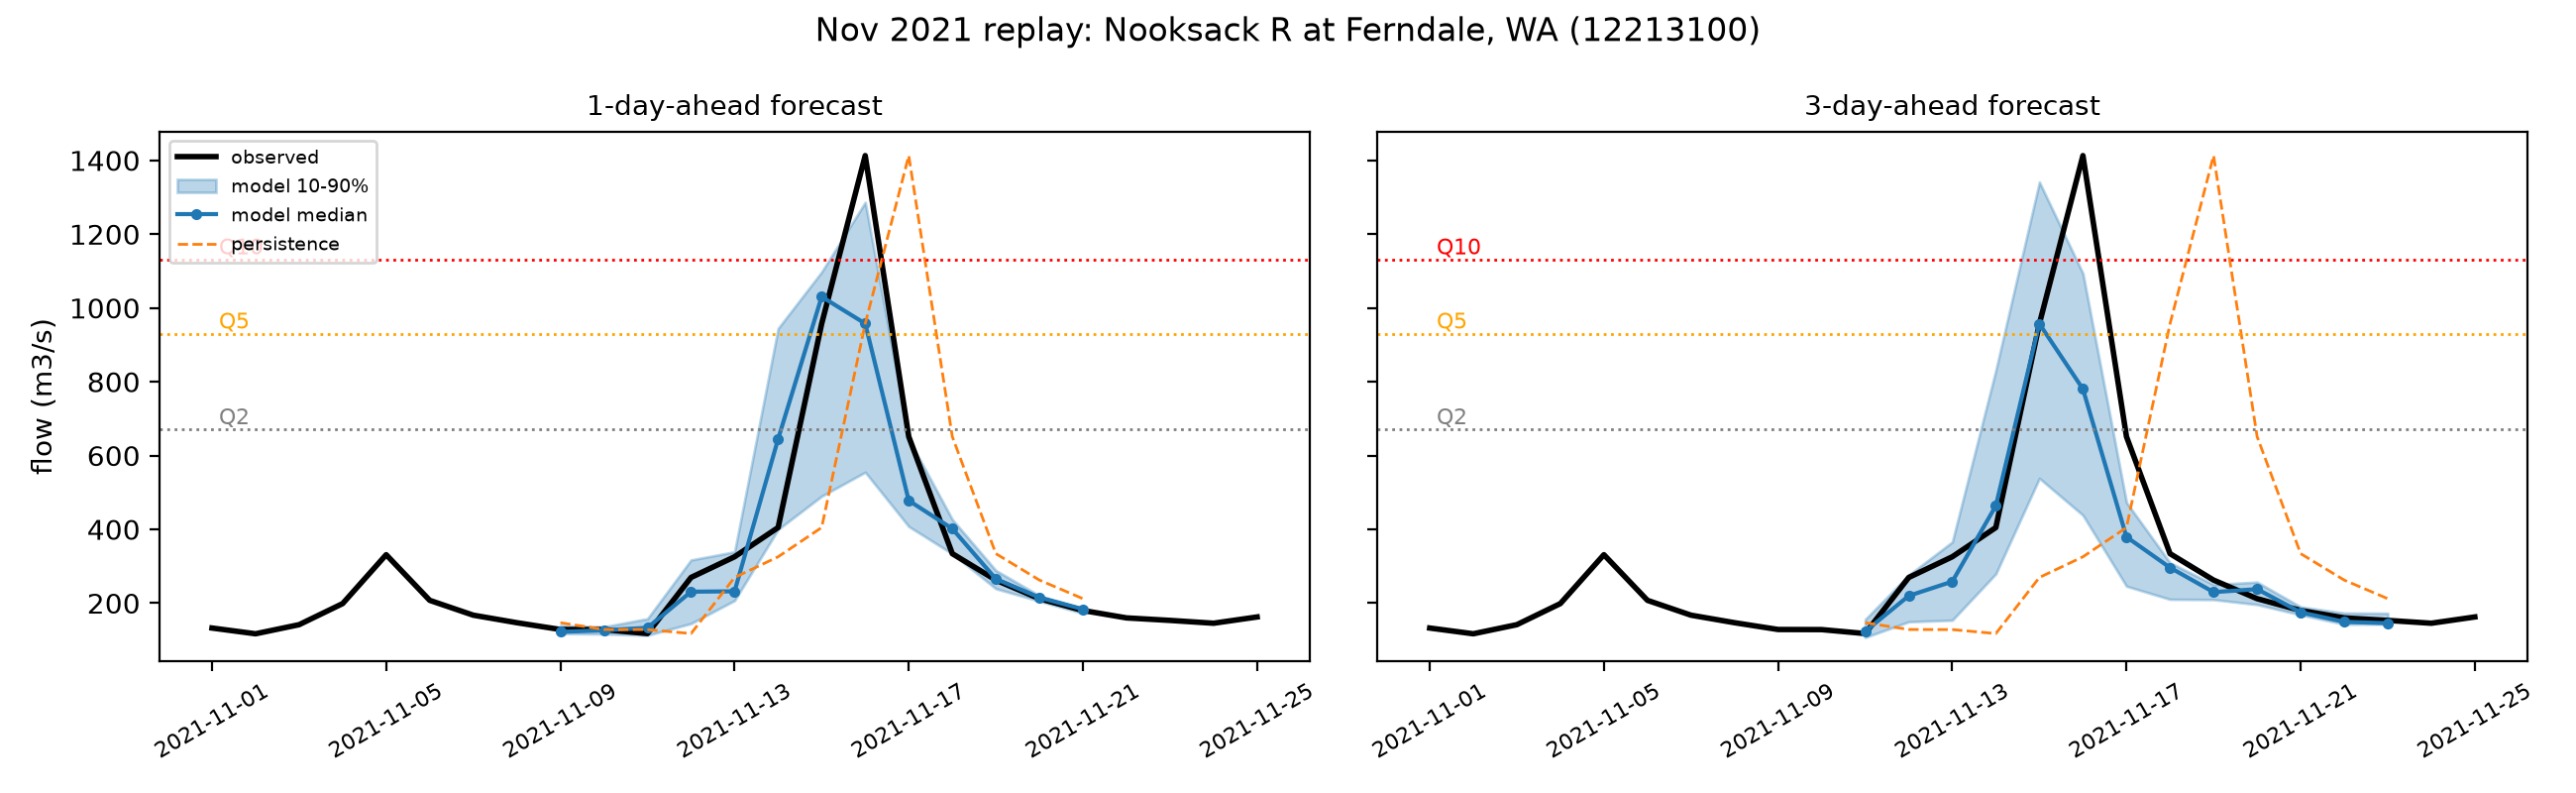 Nov 2021 replay: Nooksack R at Ferndale, WA (12213100)
1-day-ahead forecast
flow (m3/s)
1400
1200
1000
800
600
400
200
observed
model 10-90%
model median
persistence
Q10
Q5
Q2
2021-11-01
2021-11-05
2021-11-09
2021-11-13
2021-11-17
2021-11-21
2021-11-25
3-day-ahead forecast
Q10
Q5
Q2
2021-11-01
2021-11-05
2021-11-09
2021-11-13
2021-11-17
2021-11-21
2021-11-25